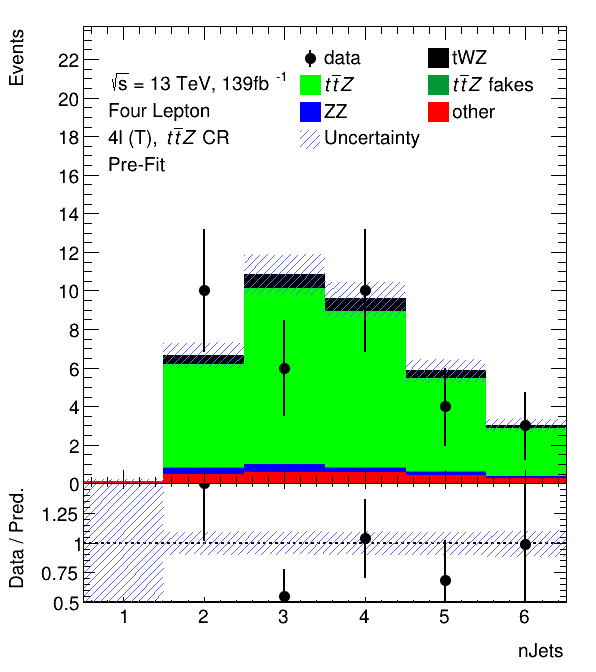 Events
22
20
18
16
14
12
10
8
6
4
2
0
√s = 13 TeV, 139fb⁻¹
Four Lepton
4l (T), tt̄Z CR
Pre-Fit
data
tt̄Z
ZZ
Uncertainty
tWZ
tt̄Z fakes
other
Data / Pred.
1.25
1
0.75
0.5
1 2 3 4 5 6
nJets